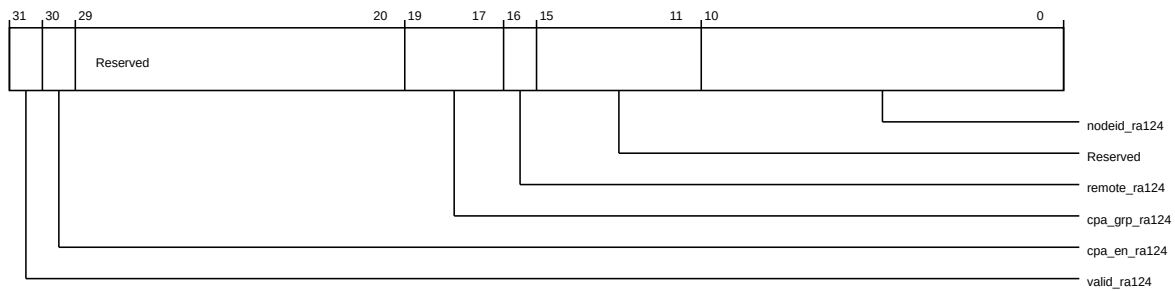 31 30 29 20 19 17 16 15 11 10 0
Reserved
nodeid_ra124
Reserved
remote_ra124
cpa_grp_ra124
cpa_en_ra124
valid_ra124